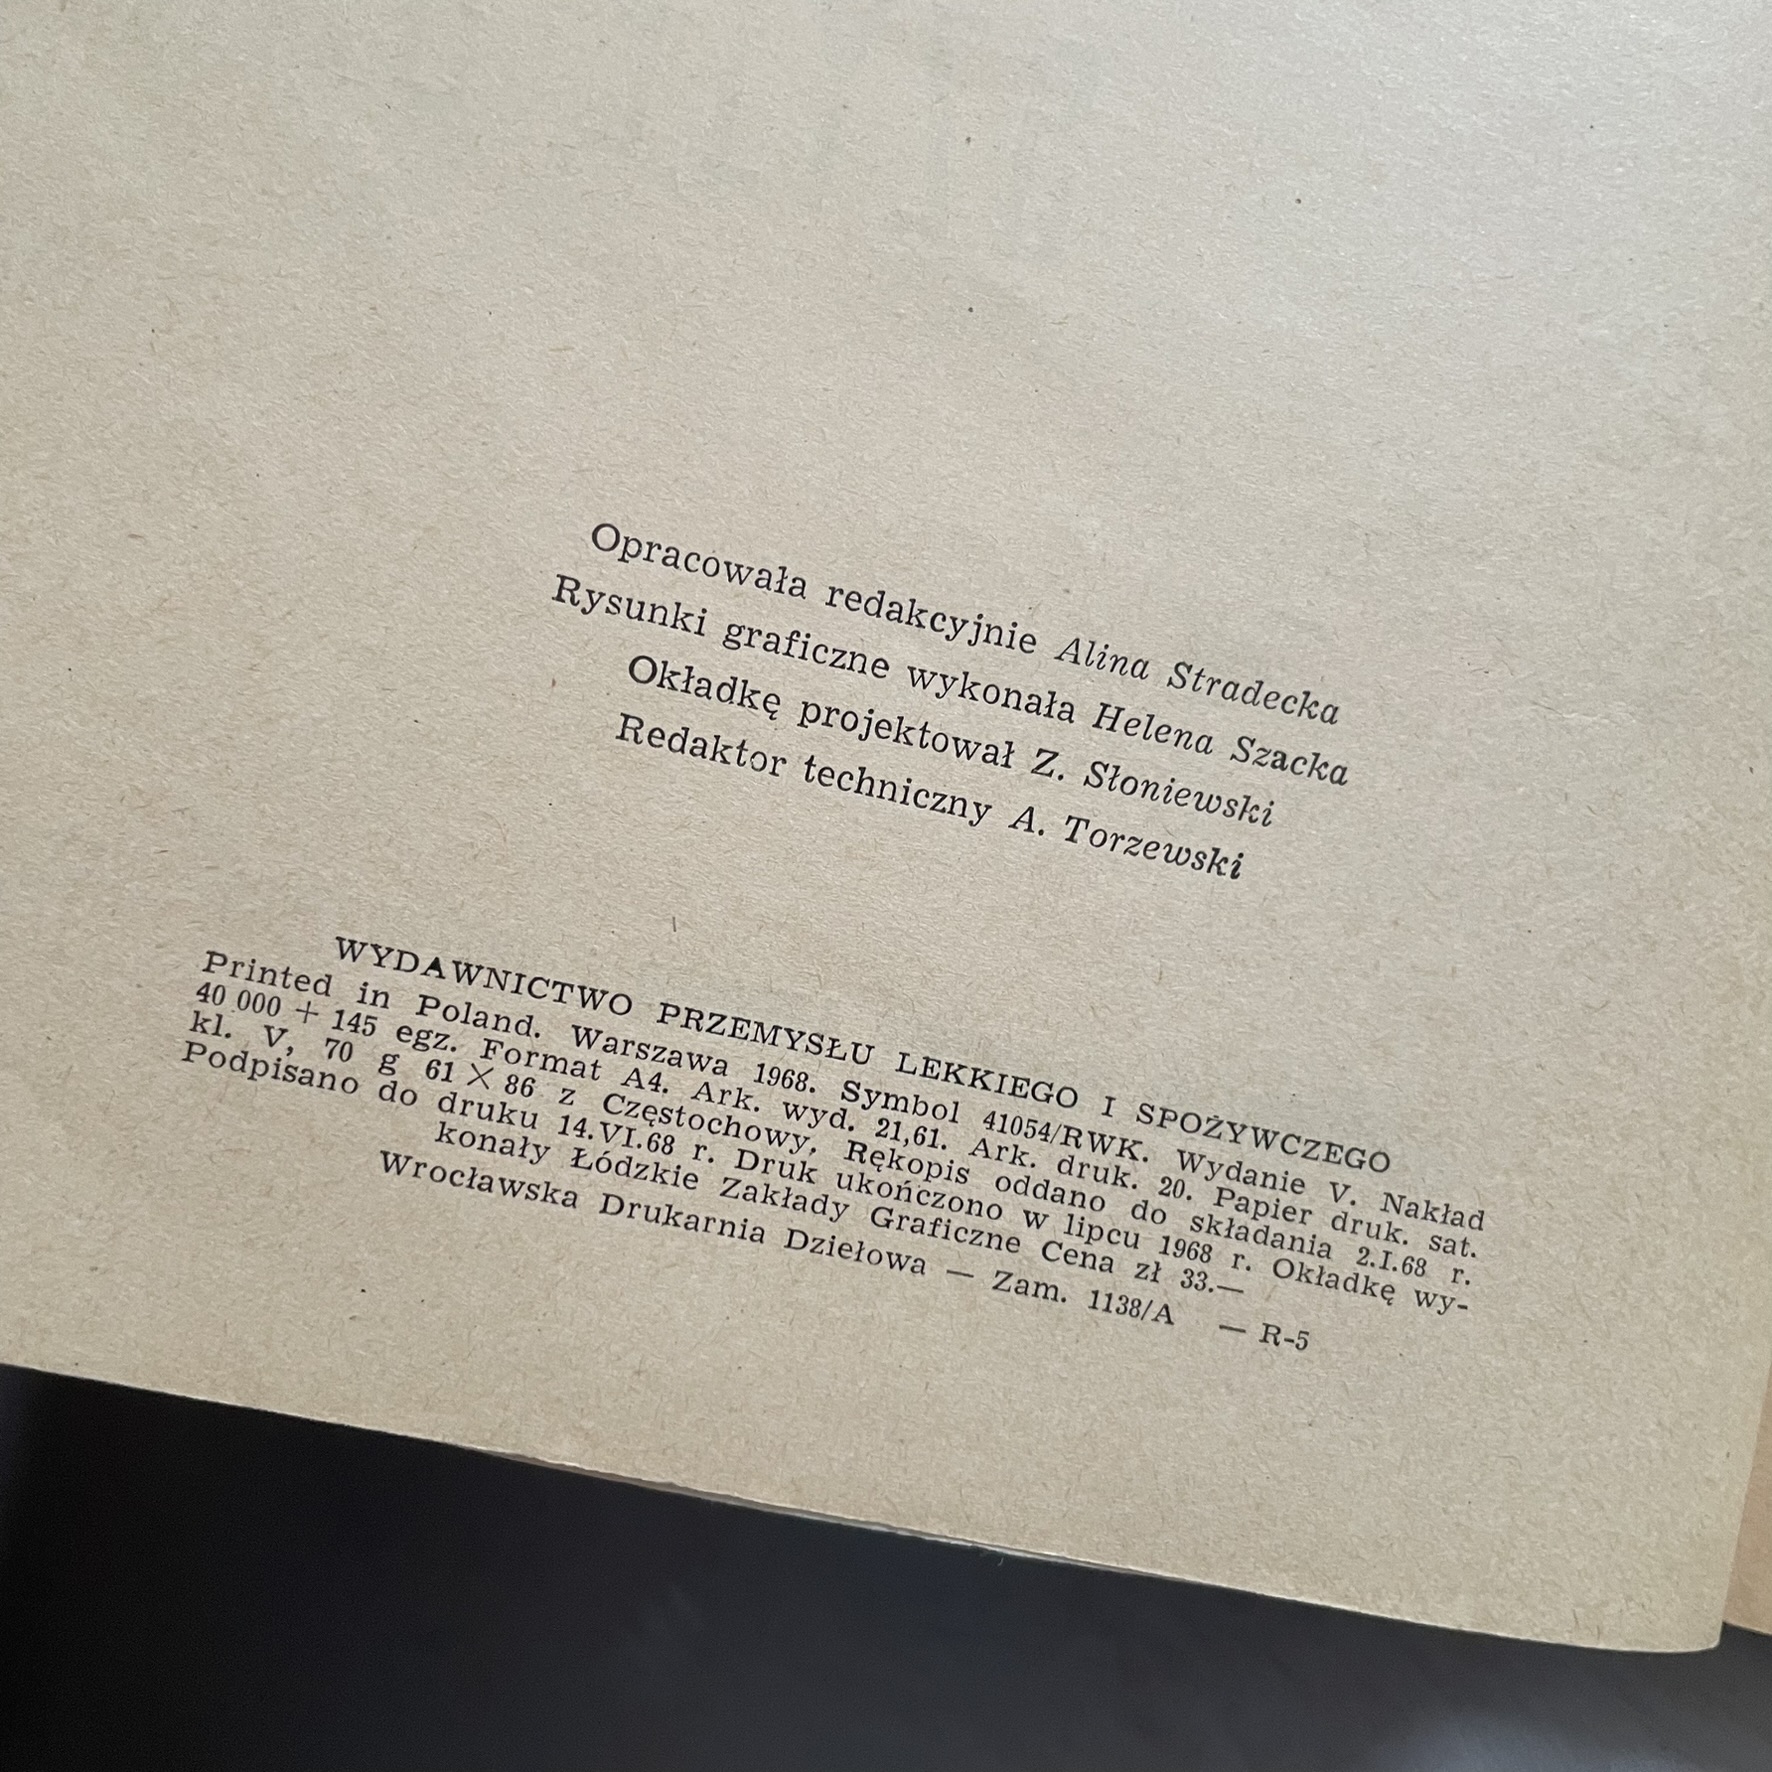 Opracowała redakcyjnie Alina Stradecka
Rysunki graficzne wykonała Helena Szacka
Okładkę projektował Z. Słoniewski
Redaktor techniczny A. Torzewski
WYDAWNICTWO PRZEMYSŁU LEKKIEGO I SPOŻYWCZEGO
Printed in Poland. Warszawa 1968. Symbol 41054/RWK. Wydanie V. Nakład
40 000 + 145 egz. Format A4. Ark. wyd. 21,61. Ark. druk. 20. Papier druk. sat.
kl. V, 70 g 61 × 86 z Częstochowy, Rękopis oddano do składania 2.I.68 r.
Podpisano do druku 14.VI.68 r. Druk ukończono w lipcu 1968 r. Okładkę wy-
konały Łódzkie Zakłady Graficzne Cena zł 33.—
Wrocławska Drukarnia Dziełowa — Zam. 1138/A — R-5